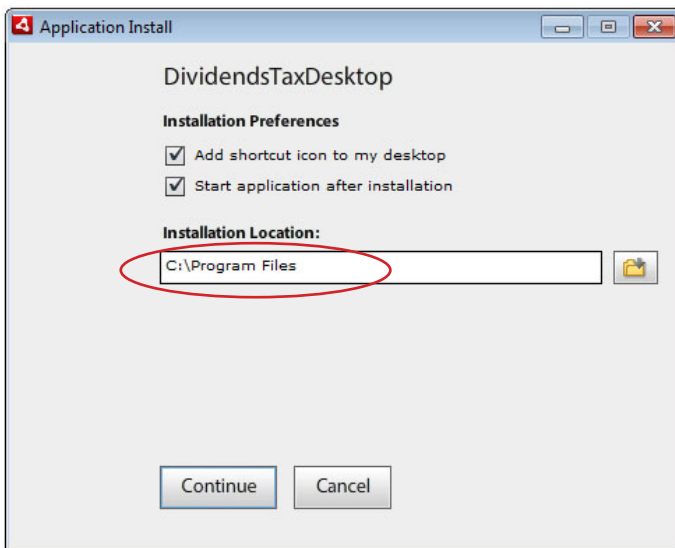 Application Install
DividendsTaxDesktop
Installation Preferences
Add shortcut icon to my desktop
Start application after installation
Installation Location:
C:\Program Files
Continue
Cancel